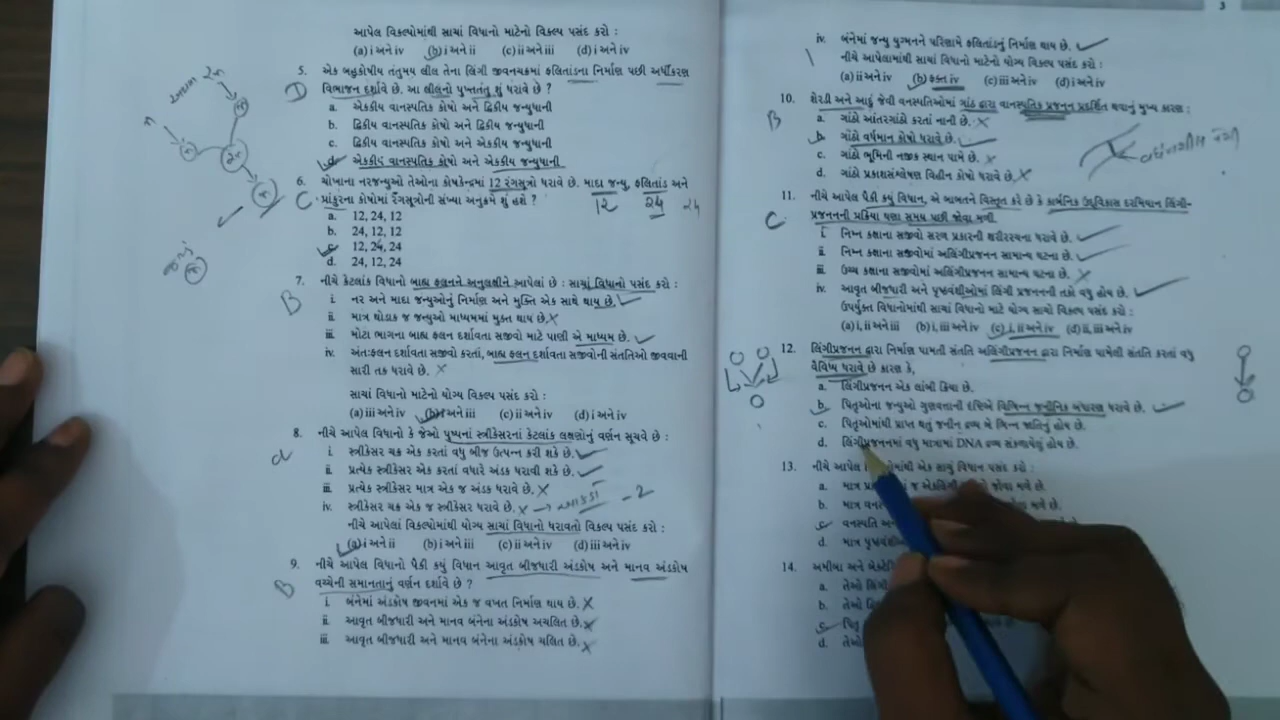 આપેલ વિકલ્પોમાંથી સાચાં વિધાનો માટેનો વિકલ્પ પસંદ કરો :
(a) i અને iv (b) i અને ii (c) ii અને iii (d) i અને iv
5. એક બહુકોષીય તંતુમય લીલ તેના લિંગી જીવનચક્રમાં ફલિતાંડના નિર્માણ પછી અર્ધીકરણ
વિભાજન દર્શાવે છે. આ લીલનો પુખ્તતંતુ શું ધરાવે છે ?
D
a. એકકીય વાનસ્પતિક કોષો અને દ્વિકીય જન્યુધાની
b. દ્વિકીય વાનસ્પતિક કોષો અને દ્વિકીય જન્યુધાની
c. દ્વિકીય વાનસ્પતિક કોષો અને એકકીય જન્યુધાની
d. એકકીય વાનસ્પતિક કોષો અને એકકીય જન્યુધાની
6. ચોખાના નરજન્યુઓ તેઓના કોષકેન્દ્રમાં 12 રંગસૂત્રો ધરાવે છે. માદા જન્યુ, ફલિતાંડ અને
C પ્રાંકુરના કોષોમાં રંગસૂત્રોની સંખ્યા અનુક્રમે શું હશે ? 12 24 24
a. 12, 24, 12
b. 24, 12, 12
c. 12, 24, 24
d. 24, 12, 24
7. નીચે કેટલાંક વિધાનો બાહ્ય ફલનને અનુલક્ષીને આપેલાં છે : સાચાં વિધાનો પસંદ કરો :
B
i. નર અને માદા જન્યુઓનું નિર્માણ અને મુક્તિ એક સાથે થાય છે.
ii. માત્ર થોડાક જ જન્યુઓ માધ્યમમાં મુક્ત થાય છે.
iii. મોટા ભાગના બાહ્ય ફલન દર્શાવતા સજીવો માટે પાણી એ માધ્યમ છે.
iv. અંતઃફલન દર્શાવતા સજીવો કરતાં, બાહ્ય ફલન દર્શાવતા સજીવોની સંતતિઓ જીવવાની
સારી તક ધરાવે છે.
સાચાં વિધાનો માટેનો યોગ્ય વિકલ્પ પસંદ કરો :
(a) iii અને iv (b) i અને iii (c) ii અને iv (d) i અને iv
8. નીચે આપેલ વિધાનો કે જેઓ પુષ્પનાં સ્ત્રીકેસરનાં કેટલાંક લક્ષણોનું વર્ણન સૂચવે છે :
a
i. સ્ત્રીકેસર ચક્ર એક કરતાં વધુ બીજ ઉત્પન્ન કરી શકે છે.
ii. પ્રત્યેક સ્ત્રીકેસર એક કરતાં વધારે અંડક ધરાવી શકે છે.
iii. પ્રત્યેક સ્ત્રીકેસર માત્ર એક જ અંડક ધરાવે છે.
iv. સ્ત્રીકેસર ચક્ર એક જ સ્ત્રીકેસર ધરાવે છે. - 2
નીચે આપેલાં વિકલ્પોમાંથી યોગ્ય સાચાં વિધાનો ધરાવતો વિકલ્પ પસંદ કરો :
(a) i અને ii (b) i અને iii (c) ii અને iv (d) iii અને iv
9. નીચે આપેલ વિધાનો પૈકી કયું વિધાન આવૃત બીજધારી અંડકોષ અને માનવ અંડકોષ
B વચ્ચેની સમાનતાનું વર્ણન દર્શાવે છે ?
i. બંનેમાં અંડકોષ જીવનમાં એક જ વખત નિર્માણ થાય છે.
ii. આવૃત બીજધારી અને માનવ બંનેના અંડકોષ અચલિત છે.
iii. આવૃત બીજધારી અને માનવ બંનેના અંડકોષ ચલિત છે.
3
iv. બંનેમાં જન્યુ યુગ્મનને પરિણામે ફલિતાંડનું નિર્માણ થાય છે.
નીચે આપેલામાંથી સાચાં વિધાનો માટેનો યોગ્ય વિકલ્પ પસંદ કરો :
(a) ii અને iv (b) ફક્ત iv (c) iii અને iv (d) i અને iv
10. શેરડી અને આદું જેવી વનસ્પતિઓમાં ગાંઠ દ્વારા વાનસ્પતિક પ્રજનન પ્રદર્શિત થવાનું મુખ્ય કારણ :
B
a. ગાંઠો આંતરગાંઠો કરતાં નાની છે.
b. ગાંઠો વર્ધમાન કોષો ધરાવે છે.
c. ગાંઠો ભૂમિની નજીક સ્થાન પામે છે.
d. ગાંઠો પ્રકાશસંશ્લેષણ વિહીન કોષો ધરાવે છે.
11. નીચે આપેલ પૈકી કયું વિધાન, એ બાબતને વિસ્તૃત કરે છે કે કાર્બનિક ઉદ્વિકાસ દરમિયાન લિંગી-
C પ્રજનનની પ્રક્રિયા ઘણા સમય પછી જોવા મળી.
i. નિમ્ન કક્ષાના સજીવો સરળ પ્રકારની શરીરરચના ધરાવે છે.
ii. નિમ્ન કક્ષાના સજીવોમાં અલિંગીપ્રજનન સામાન્ય ઘટના છે.
iii. ઉચ્ચ કક્ષાના સજીવોમાં અલિંગીપ્રજનન સામાન્ય ઘટના છે.
iv. આવૃત બીજધારી અને પૃષ્ઠવંશીઓમાં લિંગી પ્રજનનની તકો વધુ હોય છે.
ઉપર્યુક્ત વિધાનોમાંથી સાચાં વિધાનો માટે યોગ્ય સાચો વિકલ્પ પસંદ કરો :
(a) i, ii અને iii (b) i, iii અને iv (c) i, ii અને iv (d) ii, iii અને iv
12. લિંગીપ્રજનન દ્વારા નિર્માણ પામતી સંતતિ અલિંગીપ્રજનન દ્વારા નિર્માણ પામેલી સંતતિ કરતાં વધુ
વૈવિધ્ય ધરાવે છે કારણ કે,
a. લિંગીપ્રજનન એક લાંબી ક્રિયા છે.
b. પિતૃઓના જન્યુઓ ગુણવત્તાની દૃષ્ટિએ વિભિન્ન જનીનિક બંધારણ ધરાવે છે.
c. પિતૃઓમાંથી પ્રાપ્ત થતું જનીન દ્રવ્ય એ ભિન્ન જાતિનું હોય છે.
d. લિંગીપ્રજનનમાં વધુ માત્રામાં DNA દ્રવ્ય સંકળાયેલું હોય છે.
13. નીચે આપેલ એક સાચું વિધાન પસંદ કરો :
a. માત્ર જ એકલિંગી જોવા મળે છે.
b. માત્ર મળે છે.
c. વનસ્પતિ
d. માત્ર
14. અમીબા અને
a. તેઓ
b. તેઓ
c.
d.